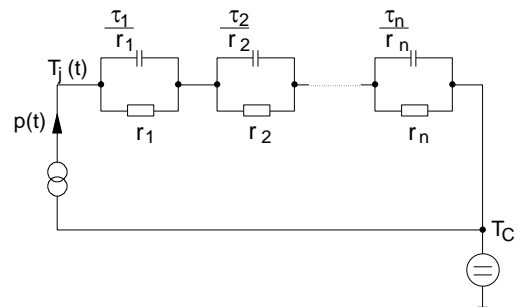 τ1 τ2 τn
r1 r2 rn
Tj(t)
p(t)
r1 r2 rn
TC